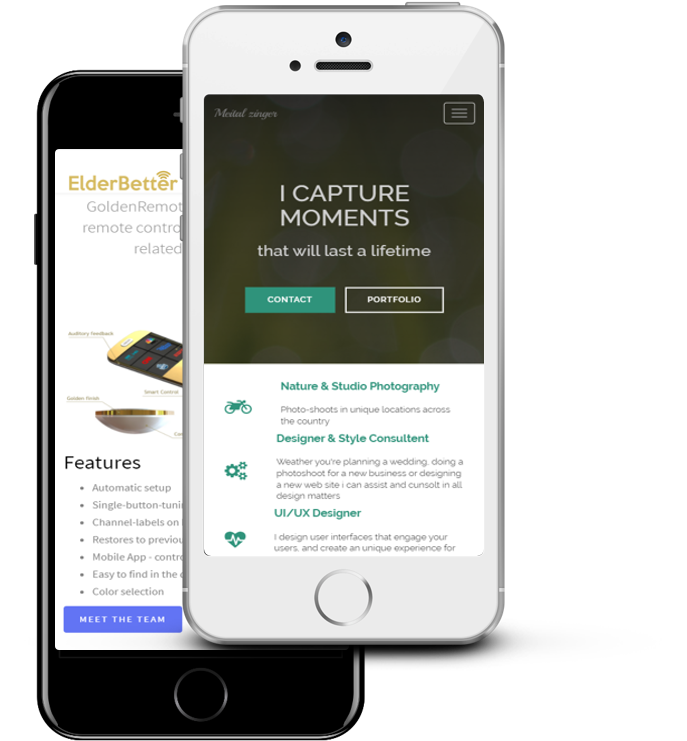 Meital zinger
I CAPTURE
MOMENTS
that will last a lifetime
CONTACT
PORTFOLIO
Nature & Studio Photography
Photo-shoots in unique locations across
the country
Designer & Style Consultent
Weather you're planning a wedding, doing a
photoshoot for a new business or designing
a new web site i can assist and cunsolt in all
design matters
UI/UX Designer
I design user interfaces that engage your
users, and create an unique experience for
ElderBetter
GoldenRemot
remote contro
related
Auditory Feedback
Smart Control
Golden Finish
Features
Automatic setup
Single-button-tunin
Channel-labels on
Restores to previou
Mobile App - contro
Easy to find in the
Color selection
MEET THE TEAM